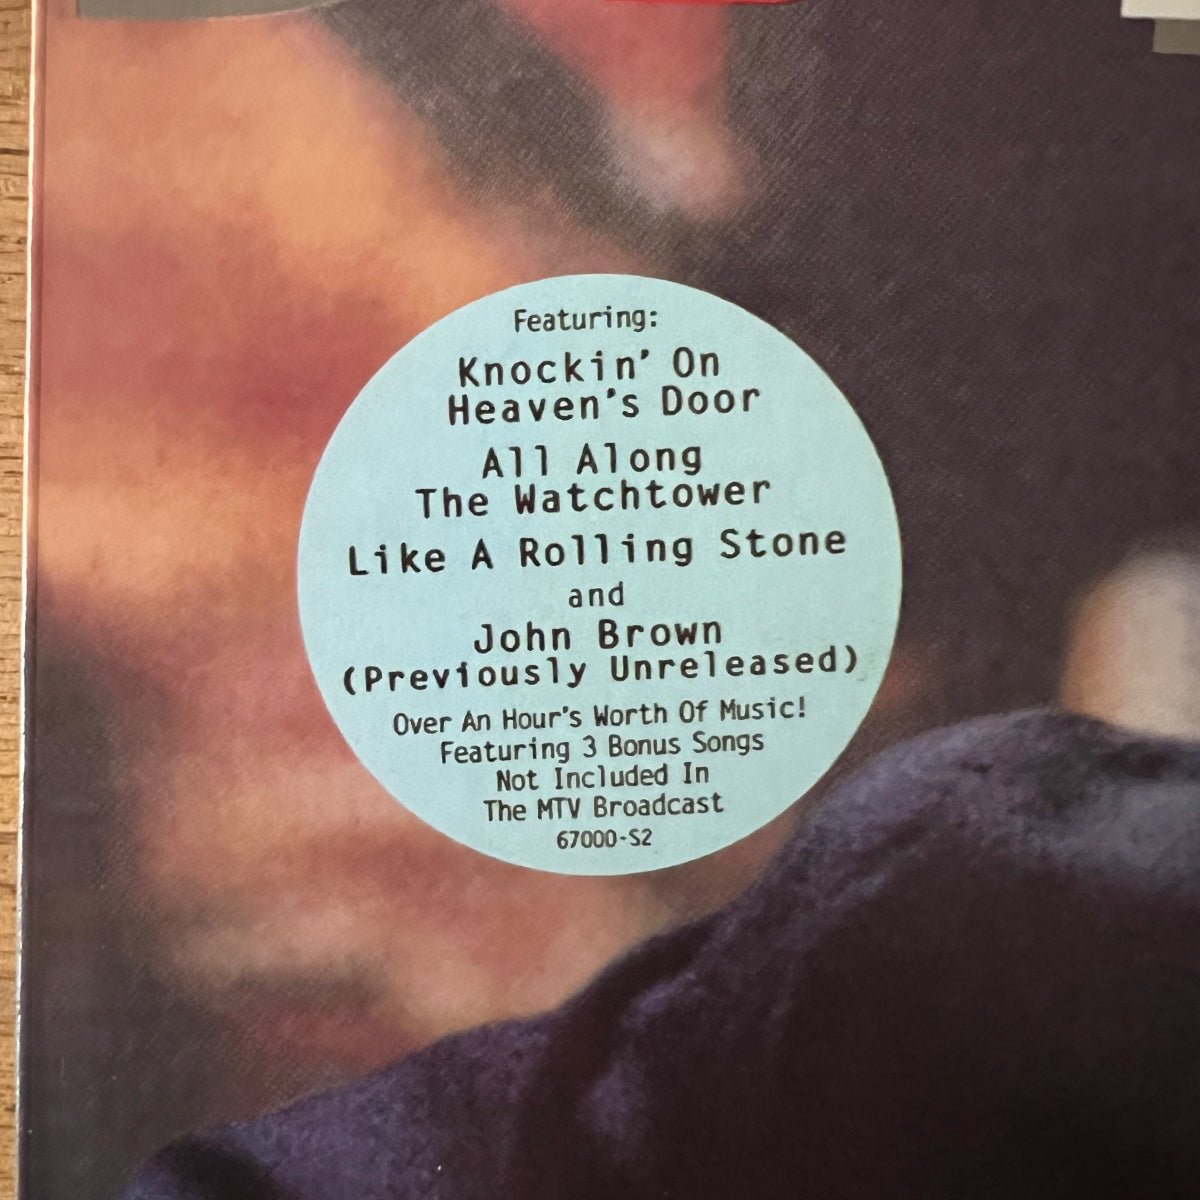 Featuring:
Knockin' On
Heaven's Door
All Along
The Watchtower
Like A Rolling Stone
and
John Brown
(Previously Unreleased)
Over An Hour's Worth Of Music!
Featuring 3 Bonus Songs
Not Included In
The MTV Broadcast
67000-S2